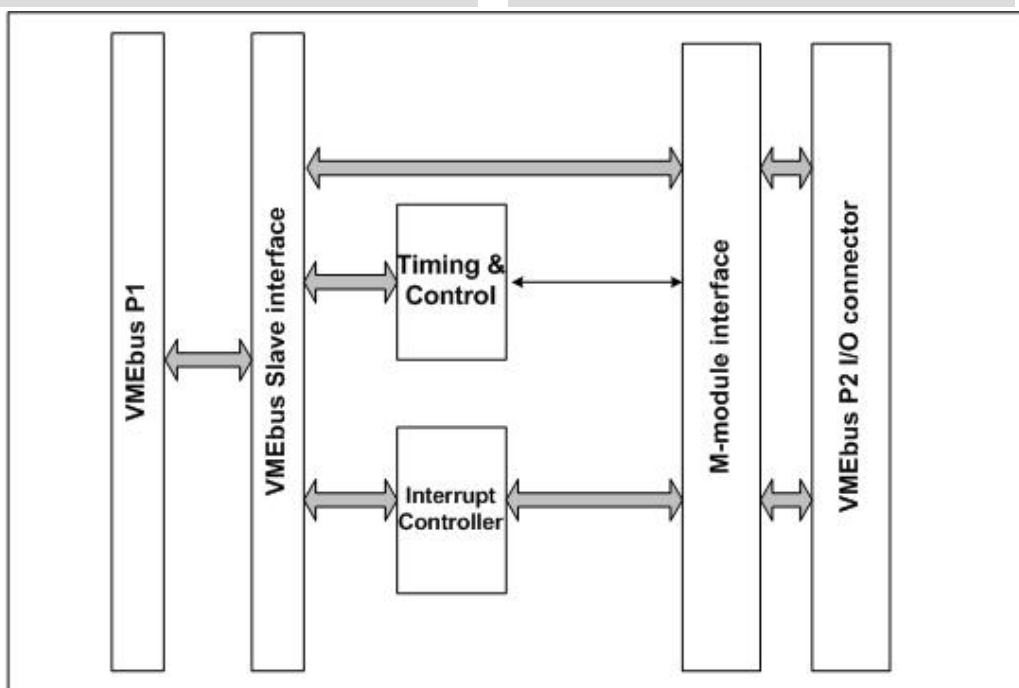 VMEbus P1
VMEbus Slave interface
Timing &
Control
Interrupt
Controller
M-module interface
VMEbus P2 I/O connector